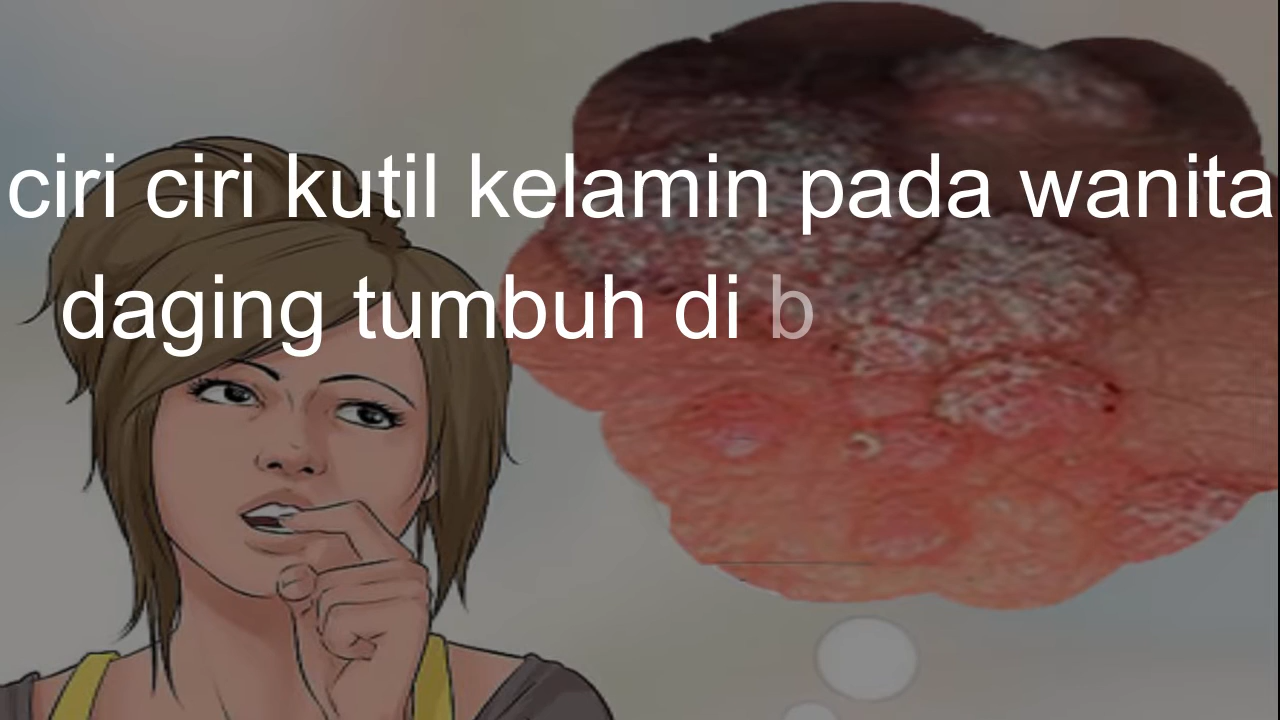 ciri ciri kutil kelamin pada wanita
daging tumbuh di b